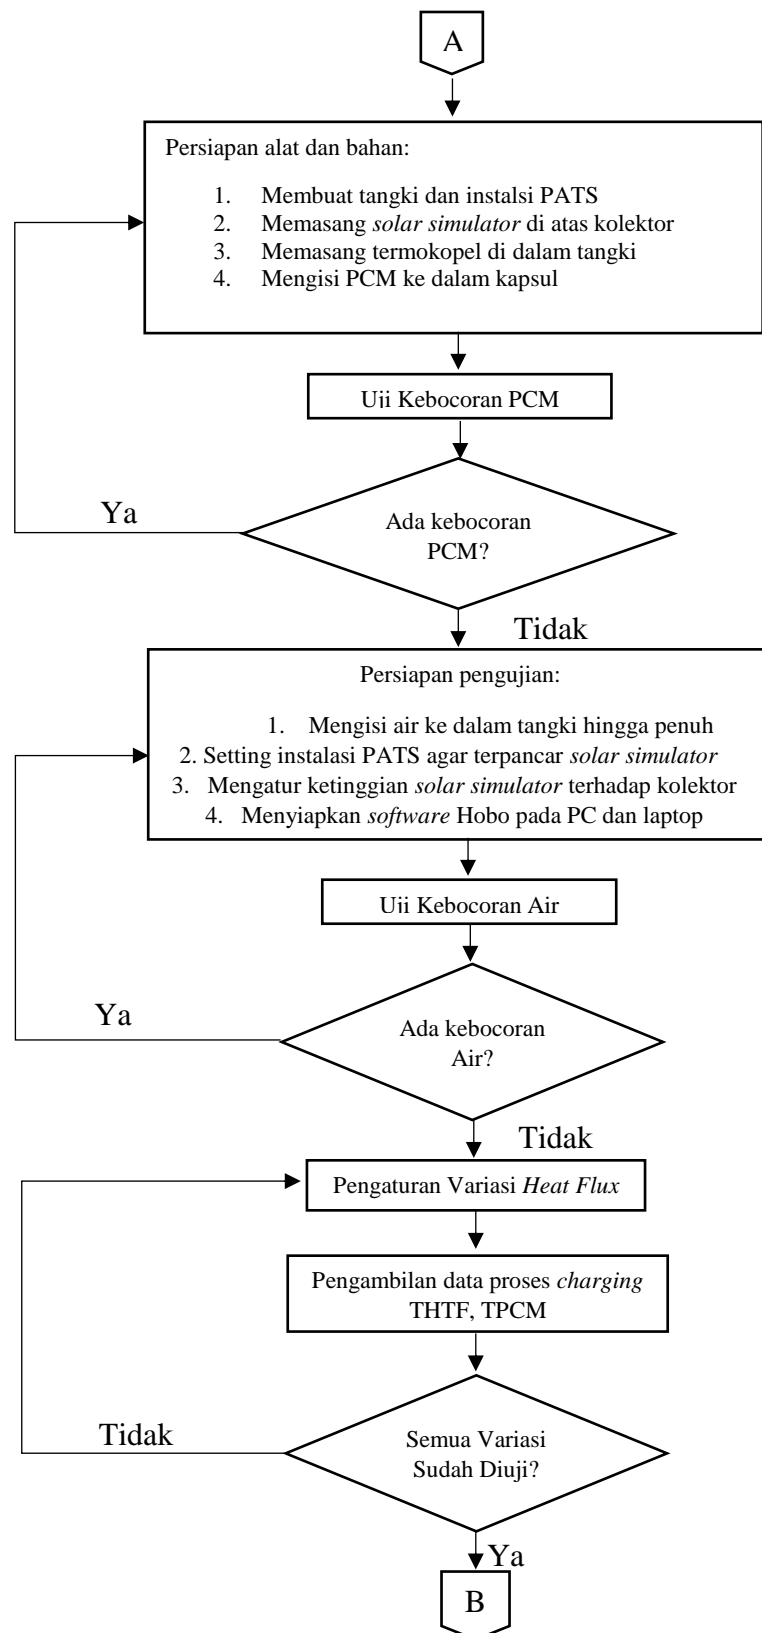 A
Persiapan alat dan bahan:
1. Membuat tangki dan instalsi PATS
2. Memasang solar simulator di atas kolektor
3. Memasang termokopel di dalam tangki
4. Mengisi PCM ke dalam kapsul
Uji Kebocoran PCM
Ya
Ada kebocoran
PCM?
Tidak
Persiapan pengujian:
1. Mengisi air ke dalam tangki hingga penuh
2. Setting instalasi PATS agar terpancar solar simulator
3. Mengatur ketinggian solar simulator terhadap kolektor
4. Menyiapkan software Hobo pada PC dan laptop
Uji Kebocoran Air
Ya
Ada kebocoran
Air?
Tidak
Pengaturan Variasi Heat Flux
Pengambilan data proses charging
THTF, TPCM
Tidak
Semua Variasi
Sudah Diuji?
Ya
B